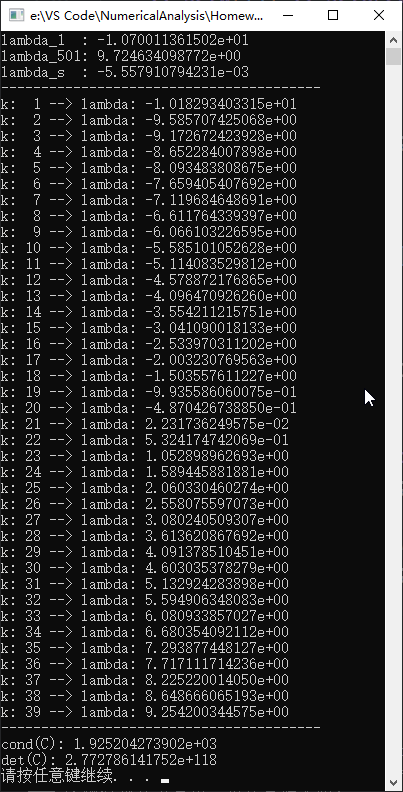 e:\VS Code\NumericalAnalysis\Homew...
lambda_1  : -1.070011361502e+01
lambda_501: 9.724634098772e+00
lambda_s  : -5.557910794231e-03
-------------------------------------
k:  1 --> lambda: -1.018293403315e+01
k:  2 --> lambda: -9.585707425068e+00
k:  3 --> lambda: -9.172672423928e+00
k:  4 --> lambda: -8.652284007898e+00
k:  5 --> lambda: -8.093483808675e+00
k:  6 --> lambda: -7.659405407692e+00
k:  7 --> lambda: -7.119684648691e+00
k:  8 --> lambda: -6.611764339397e+00
k:  9 --> lambda: -6.066103226595e+00
k: 10 --> lambda: -5.585101052628e+00
k: 11 --> lambda: -5.114083529812e+00
k: 12 --> lambda: -4.578872176865e+00
k: 13 --> lambda: -4.096470926260e+00
k: 14 --> lambda: -3.554211215751e+00
k: 15 --> lambda: -3.041090018133e+00
k: 16 --> lambda: -2.533970311202e+00
k: 17 --> lambda: -2.003230769563e+00
k: 18 --> lambda: -1.503557611227e+00
k: 19 --> lambda: -9.935586060075e-01
k: 20 --> lambda: -4.870426738850e-01
k: 21 --> lambda: 2.231736249575e-02
k: 22 --> lambda: 5.324174742069e-01
k: 23 --> lambda: 1.052898962693e+00
k: 24 --> lambda: 1.589445881881e+00
k: 25 --> lambda: 2.060330460274e+00
k: 26 --> lambda: 2.558075597073e+00
k: 27 --> lambda: 3.080240509307e+00
k: 28 --> lambda: 3.613620867692e+00
k: 29 --> lambda: 4.091378510451e+00
k: 30 --> lambda: 4.603035378279e+00
k: 31 --> lambda: 5.132924283898e+00
k: 32 --> lambda: 5.594906348083e+00
k: 33 --> lambda: 6.080933857027e+00
k: 34 --> lambda: 6.680354092112e+00
k: 35 --> lambda: 7.293877448127e+00
k: 36 --> lambda: 7.717111714236e+00
k: 37 --> lambda: 8.225220014050e+00
k: 38 --> lambda: 8.648666065193e+00
k: 39 --> lambda: 9.254200344575e+00
-------------------------------------
cond(C): 1.925204273902e+03
det(C): 2.772786141752e+118
请按任意键继续. . .